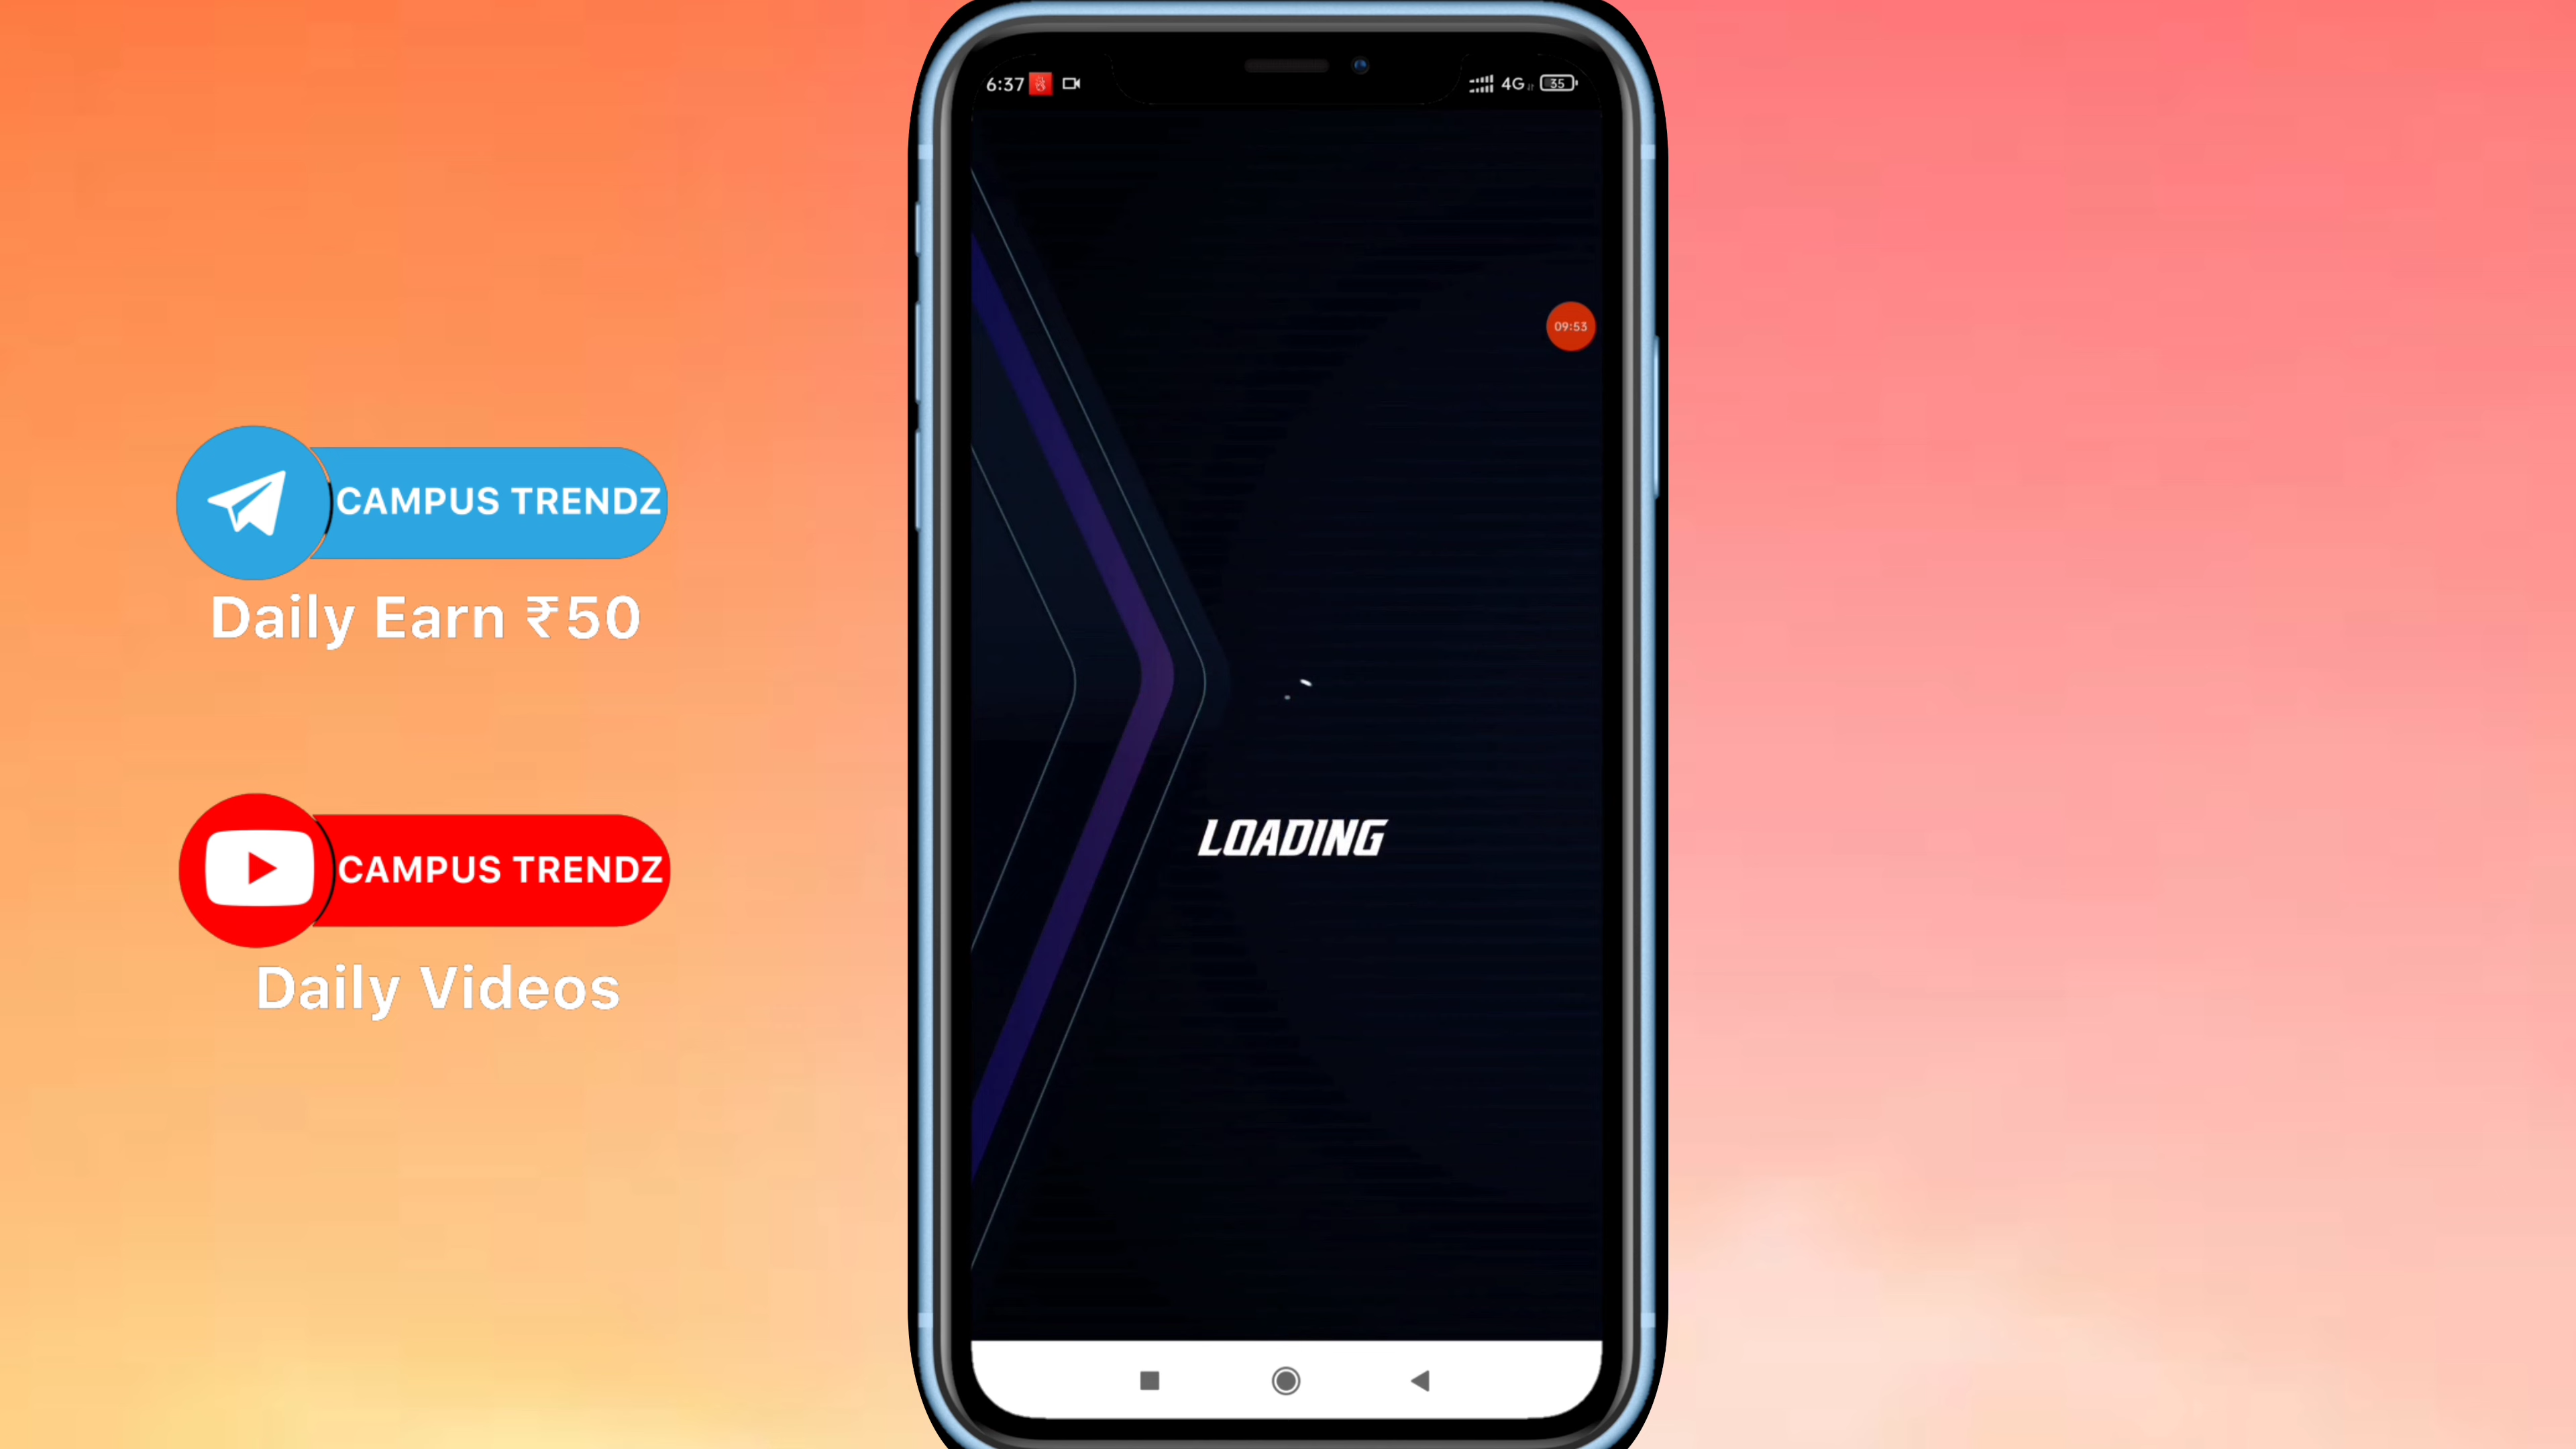 6:37
4G
35
09:53
CAMPUS TRENDZ
Daily Earn ₹50
LOADING
CAMPUS TRENDZ
Daily Videos